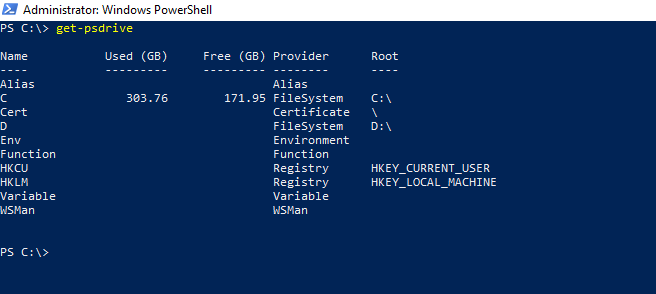 Administrator: Windows PowerShell
PS C:\> get-psdrive
Name Used (GB) Free (GB) Provider Root
---- --------- --------- -------- ----
Alias Alias
C 303.76 171.95 FileSystem C:\
Cert Certificate \
D FileSystem D:\
Env Environment
Function Function
HKCU Registry HKEY_CURRENT_USER
HKLM Registry HKEY_LOCAL_MACHINE
Variable Variable
WSMan WSMan
PS C:\>